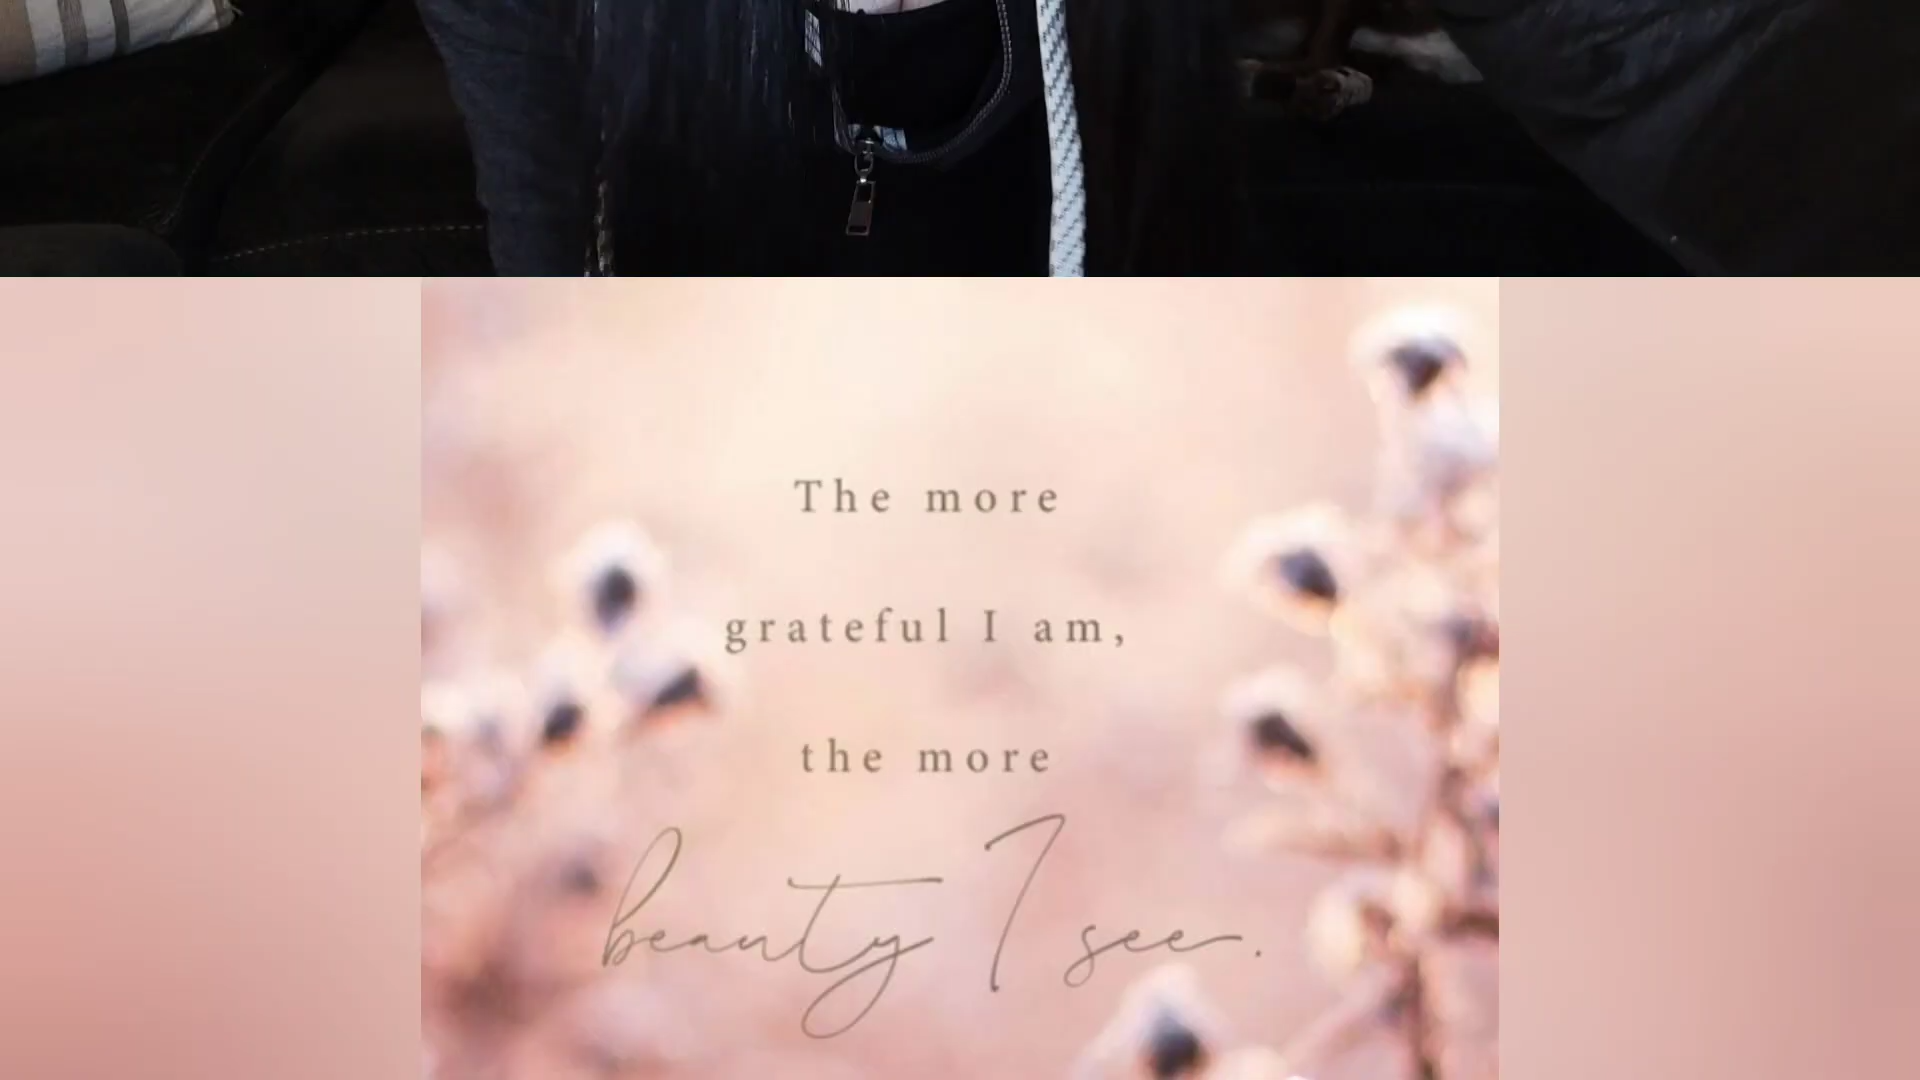 The more
grateful I am,
the more
beauty I see.